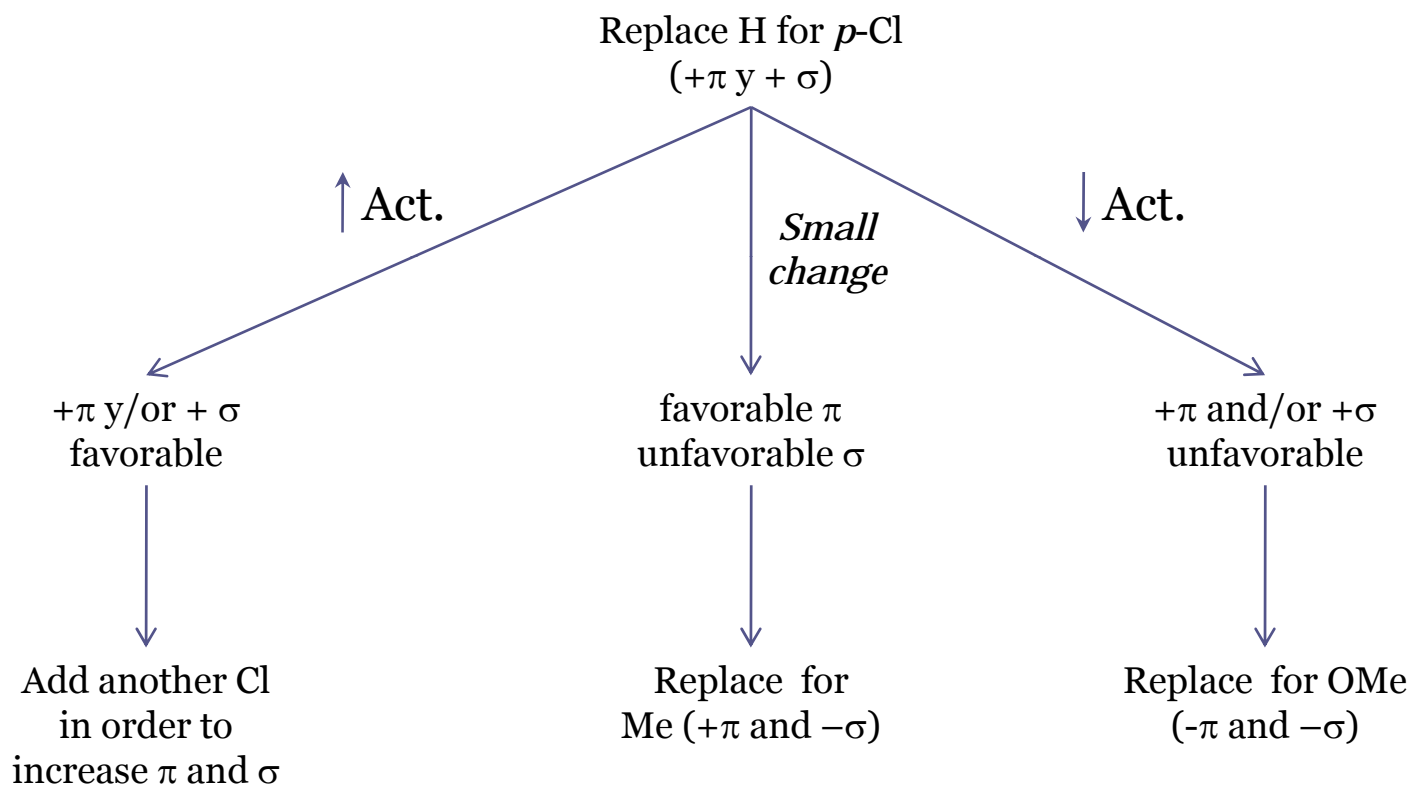 Replace H for p-Cl
(+π y + σ)
↑ Act.
Small
change
↓ Act.
+π y/or + σ
favorable
favorable π
unfavorable σ
+π and/or +σ
unfavorable
Add another Cl
in order to
increase π and σ
Replace for
Me (+π and –σ)
Replace for OMe
(-π and –σ)